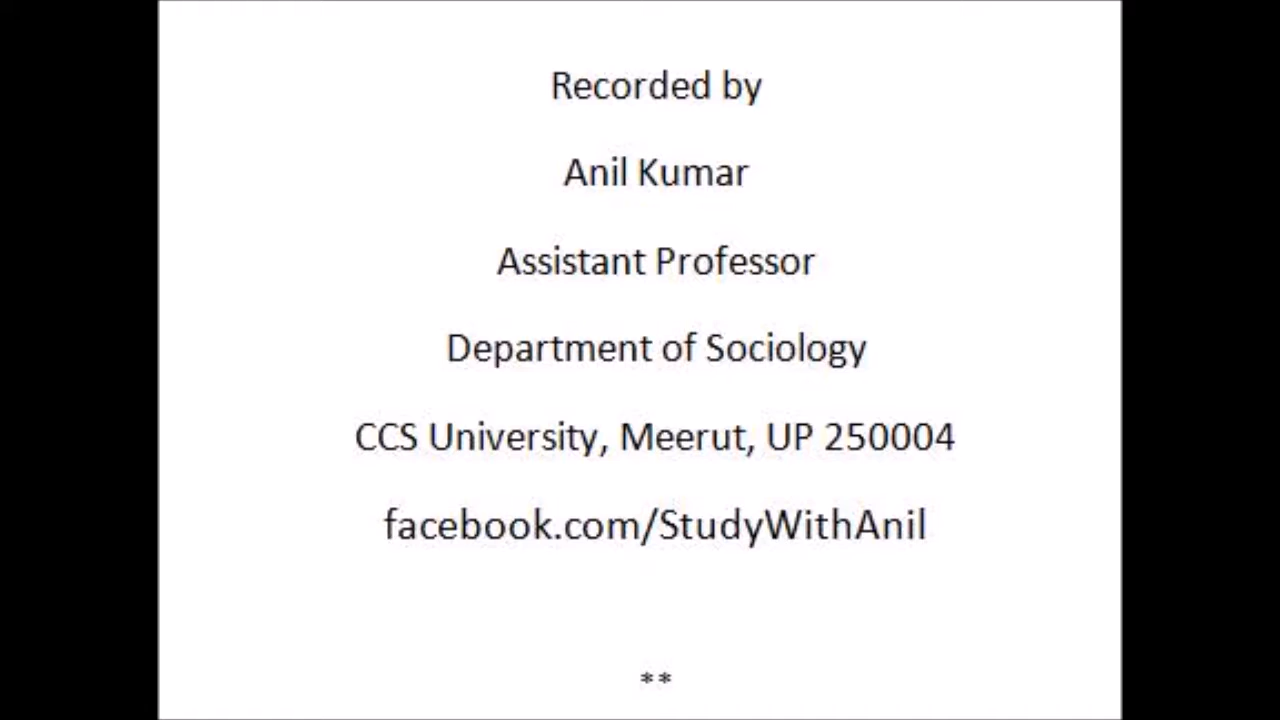 Recorded by
Anil Kumar
Assistant Professor
Department of Sociology
CCS University, Meerut, UP 250004
facebook.com/StudyWithAnil
**